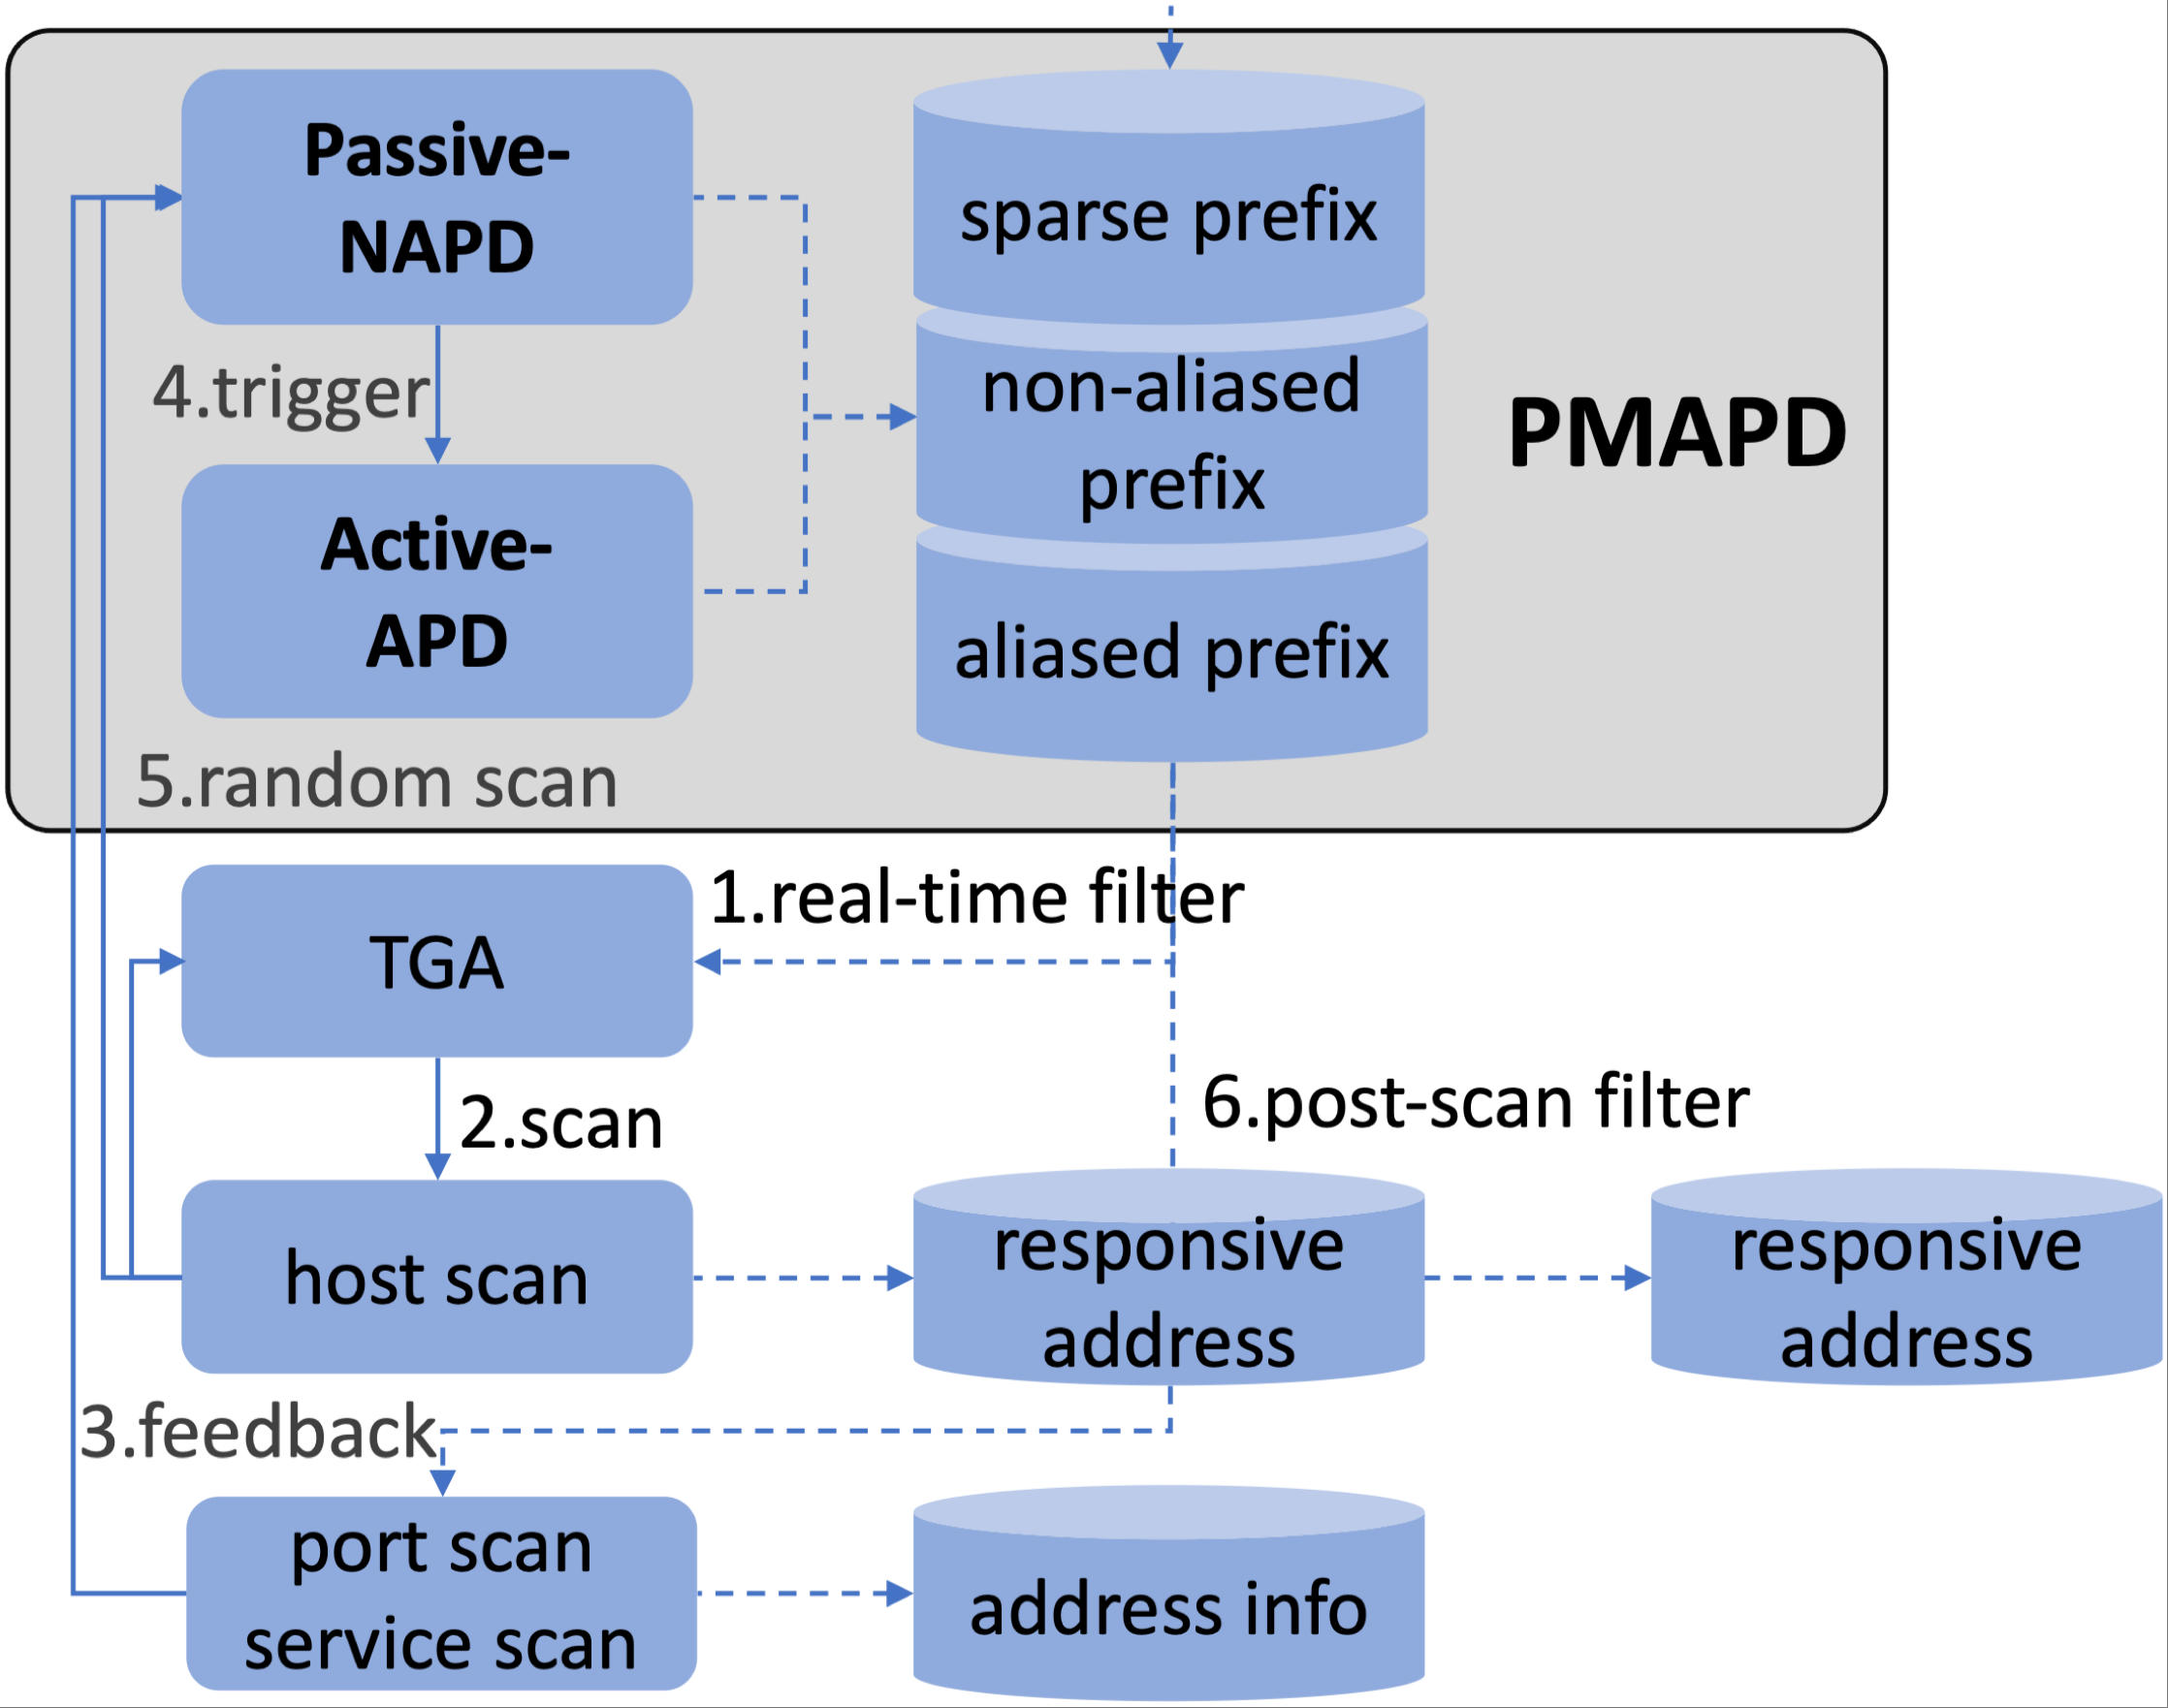 Passive-
NAPD
sparse prefix
4.trigger
non-aliased
prefix
PMAPD
Active-
APD
aliased prefix
5.random scan
1.real-time filter
TGA
2.scan
6.post-scan filter
host scan
responsive
address
responsive
address
3.feedback
port scan
service scan
address info